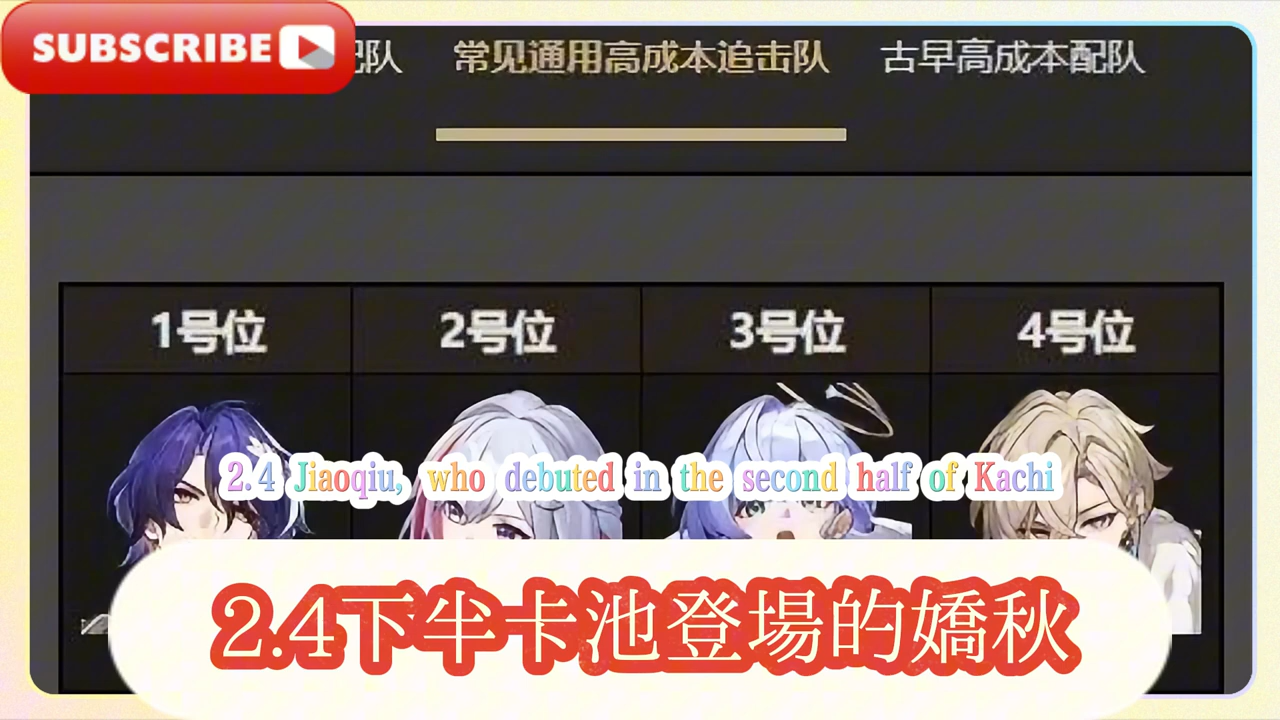 SUBSCRIBE
配队 常见通用高成本追击队 古早高成本配队
1号位 2号位 3号位 4号位
2.4 Jiaoqiu, who debuted in the second half of Kachi
2.4下半卡池登場的嬌秋